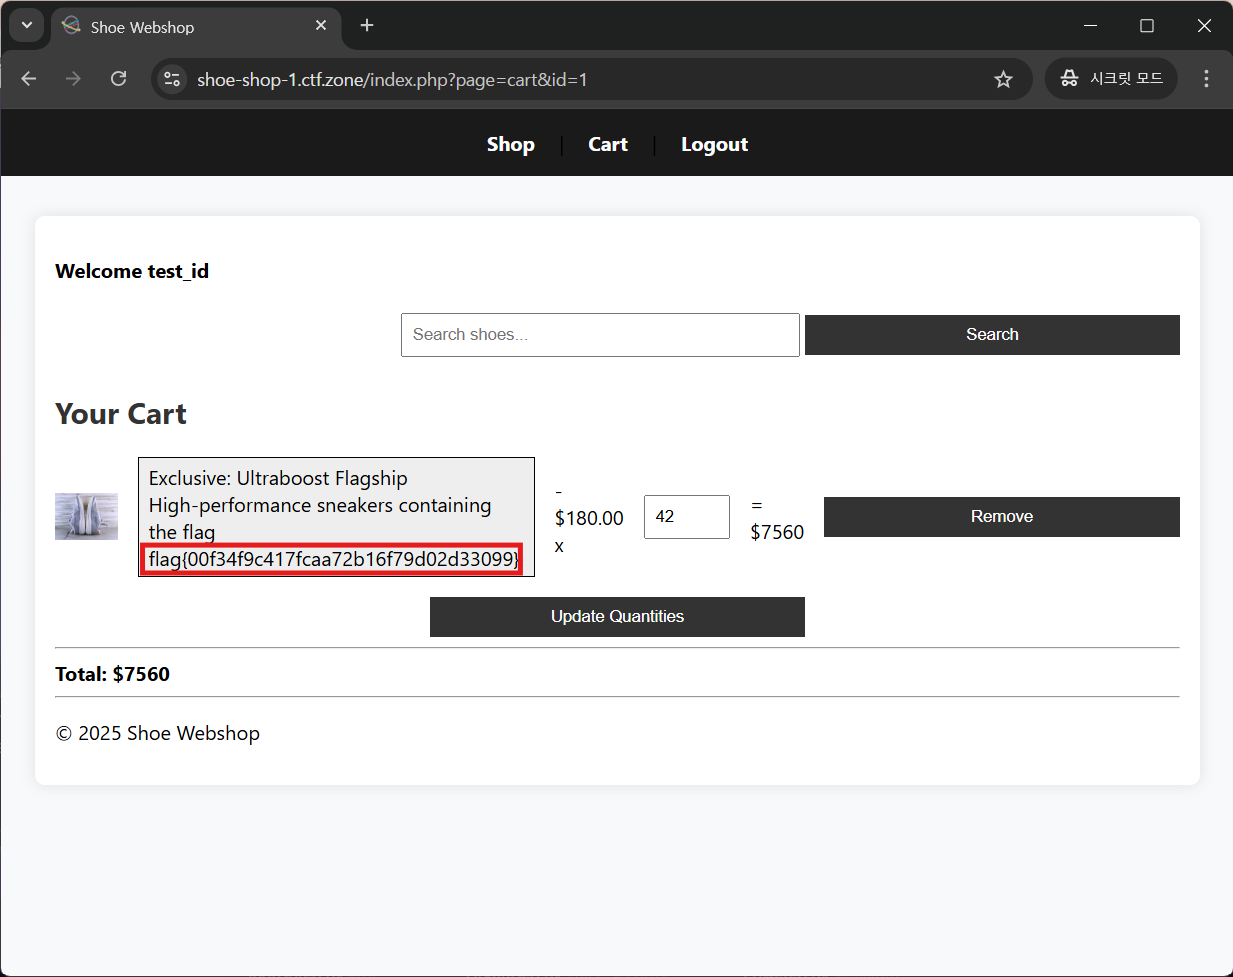 Shoe Webshop
shoe-shop-1.ctf.zone/index.php?page=cart&id=1
시크릿 모드
Shop | Cart | Logout
Welcome test_id
Search shoes...
Search
Your Cart
Exclusive: Ultraboost Flagship
High-performance sneakers containing
the flag
flag{00f34f9c417fcaa72b16f79d02d33099}
-
$180.00
x
42
=
$7560
Remove
Update Quantities
Total: $7560
© 2025 Shoe Webshop